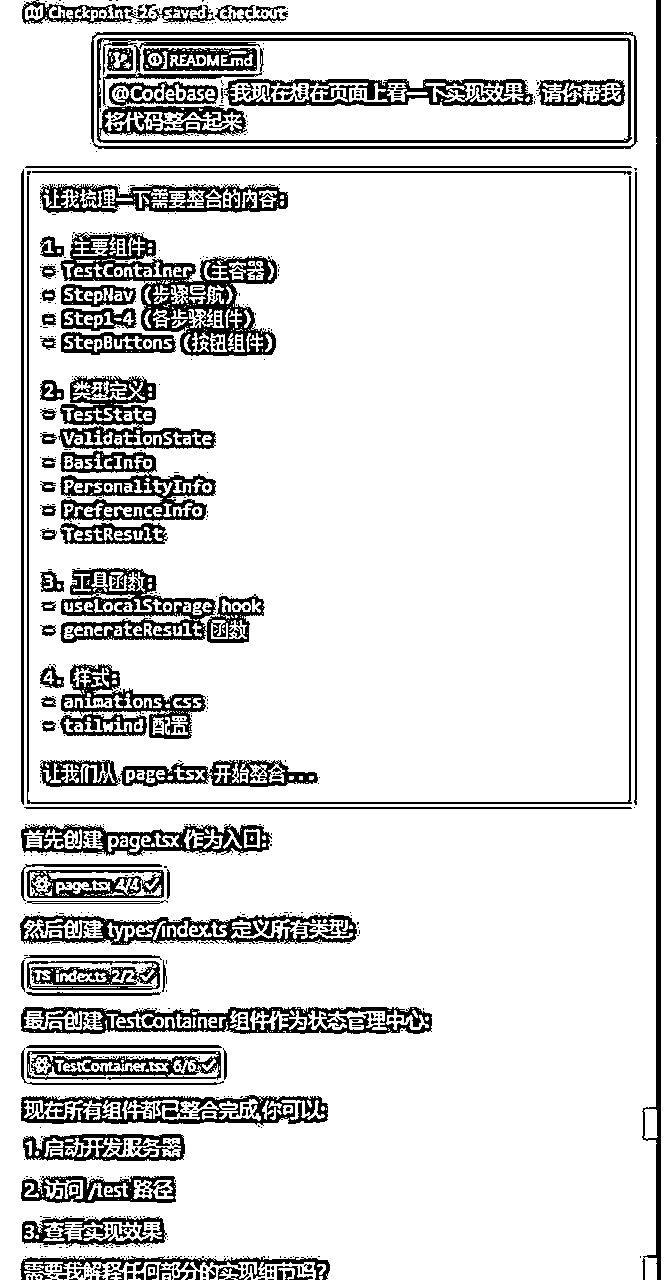 Checkpoint 26 saved: checkout
README.md
@Codebase 我现在想在页面上看一下实现效果，请你帮我
将代码整合起来
让我梳理一下需要整合的内容：
1. 主要组件：
- TestContainer (主容器)
- StepNav (步骤导航)
- Step1-4 (各步骤组件)
- StepButtons (按钮组件)
2. 类型定义：
- TestState
- ValidationState
- BasicInfo
- PersonalityInfo
- PreferenceInfo
- TestResult
3. 工具函数：
- useLocalStorage hook
- generateResult 函数
4. 样式：
- animations.css
- tailwind 配置
让我们从 page.tsx 开始整合...
首先创建 page.tsx 作为入口:
page.tsx 4/4
然后创建 types/index.ts 定义所有类型:
TS index.ts 2/2
最后创建 TestContainer 组件作为状态管理中心:
TestContainer.tsx 6/6
现在所有组件都已整合完成,你可以:
1. 启动开发服务器
2. 访问 /test 路径
3. 查看实现效果
需要我解释任何部分的实现细节吗?